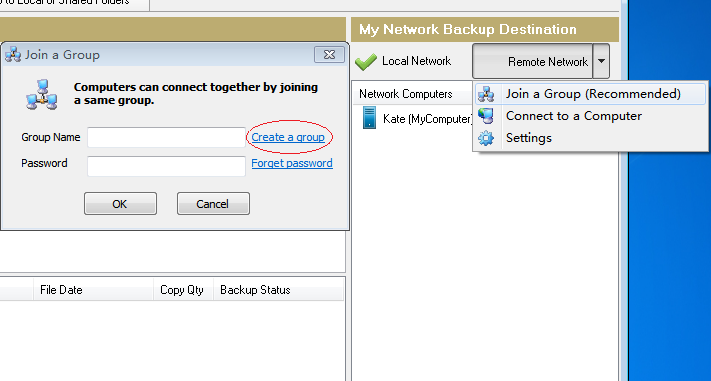 to Local or Shared Folders
Join a Group
Computers can connect together by joining
a same group.
Group Name
Create a group
Password
Forget password
OK
Cancel
File Date
Copy Qty
Backup Status
My Network Backup Destination
Local Network
Remote Network
Network Computers
Kate (MyComputer)
Join a Group (Recommended)
Connect to a Computer
Settings